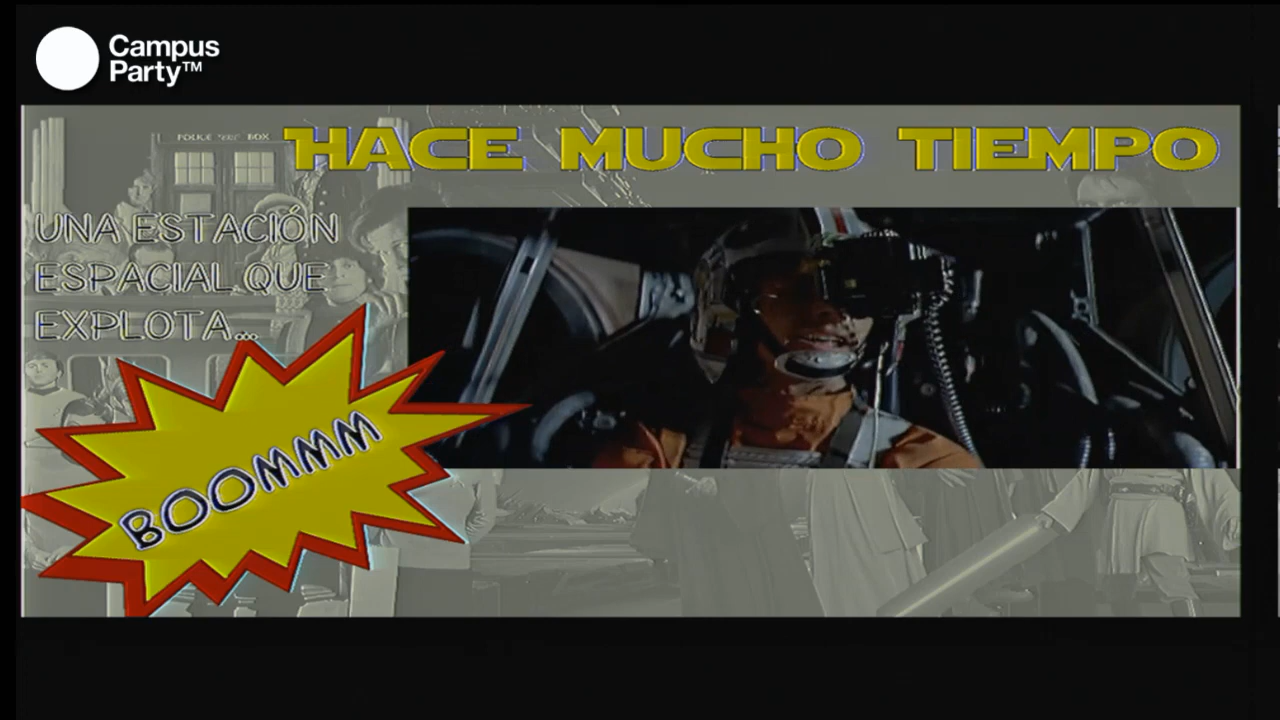 Campus
Party™
HACE MUCHO TIEMPO
UNA ESTACIÓN
ESPACIAL QUE
EXPLOTA...
BOOMMM
POLICE BOX